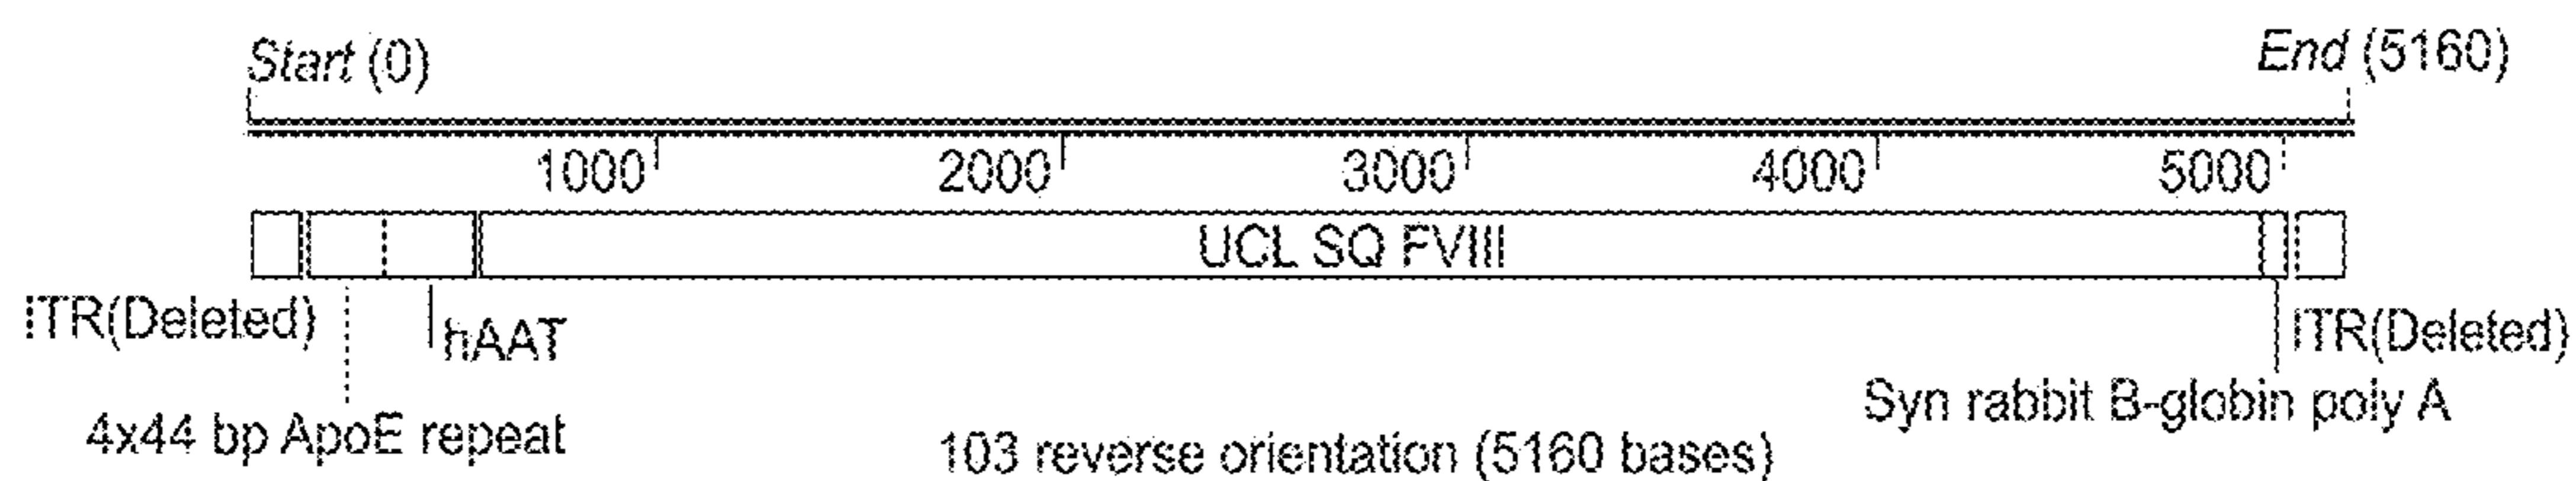 Start (0)
End (5160)
1000
2000
3000
4000
5000
UCL SQ FVIII
ITR(Deleted)
hAAT
ITR(Deleted)
4x44 bp ApoE repeat
Syn rabbit B-globin poly A
103 reverse orientation (5160 bases)